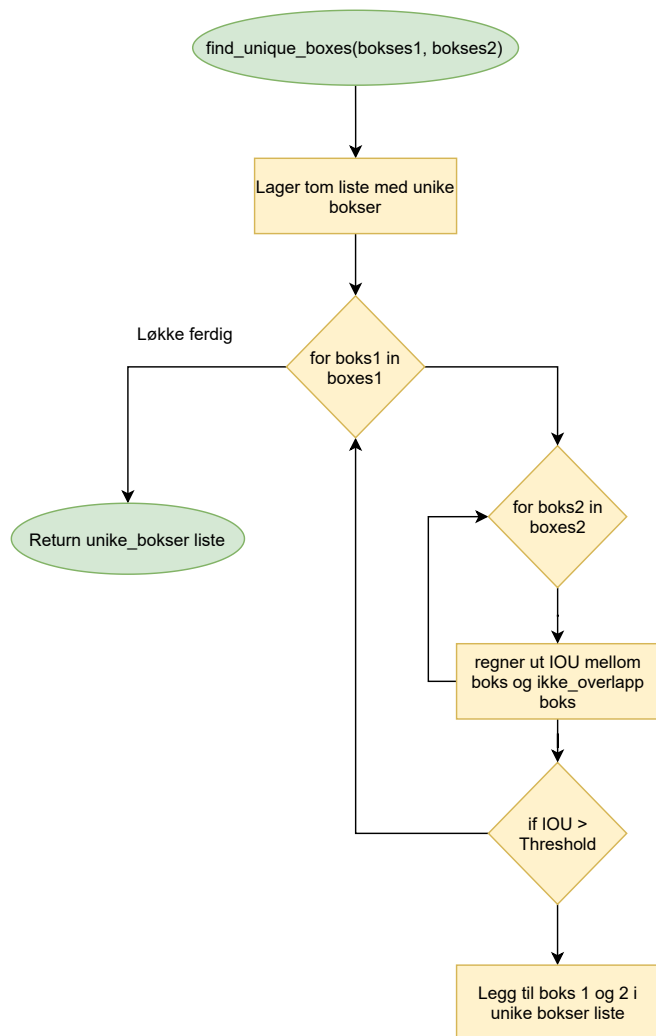 find_unique_boxes(bokses1, bokses2)
Lager tom liste med unike
bokser
Løkke ferdig
for boks1 in
boxes1
for boks2 in
boxes2
Return unike_bokser liste
regner ut IOU mellom
boks og ikke_overlapp
boks
if IOU >
Threshold
Legg til boks 1 og 2 i
unike bokser liste